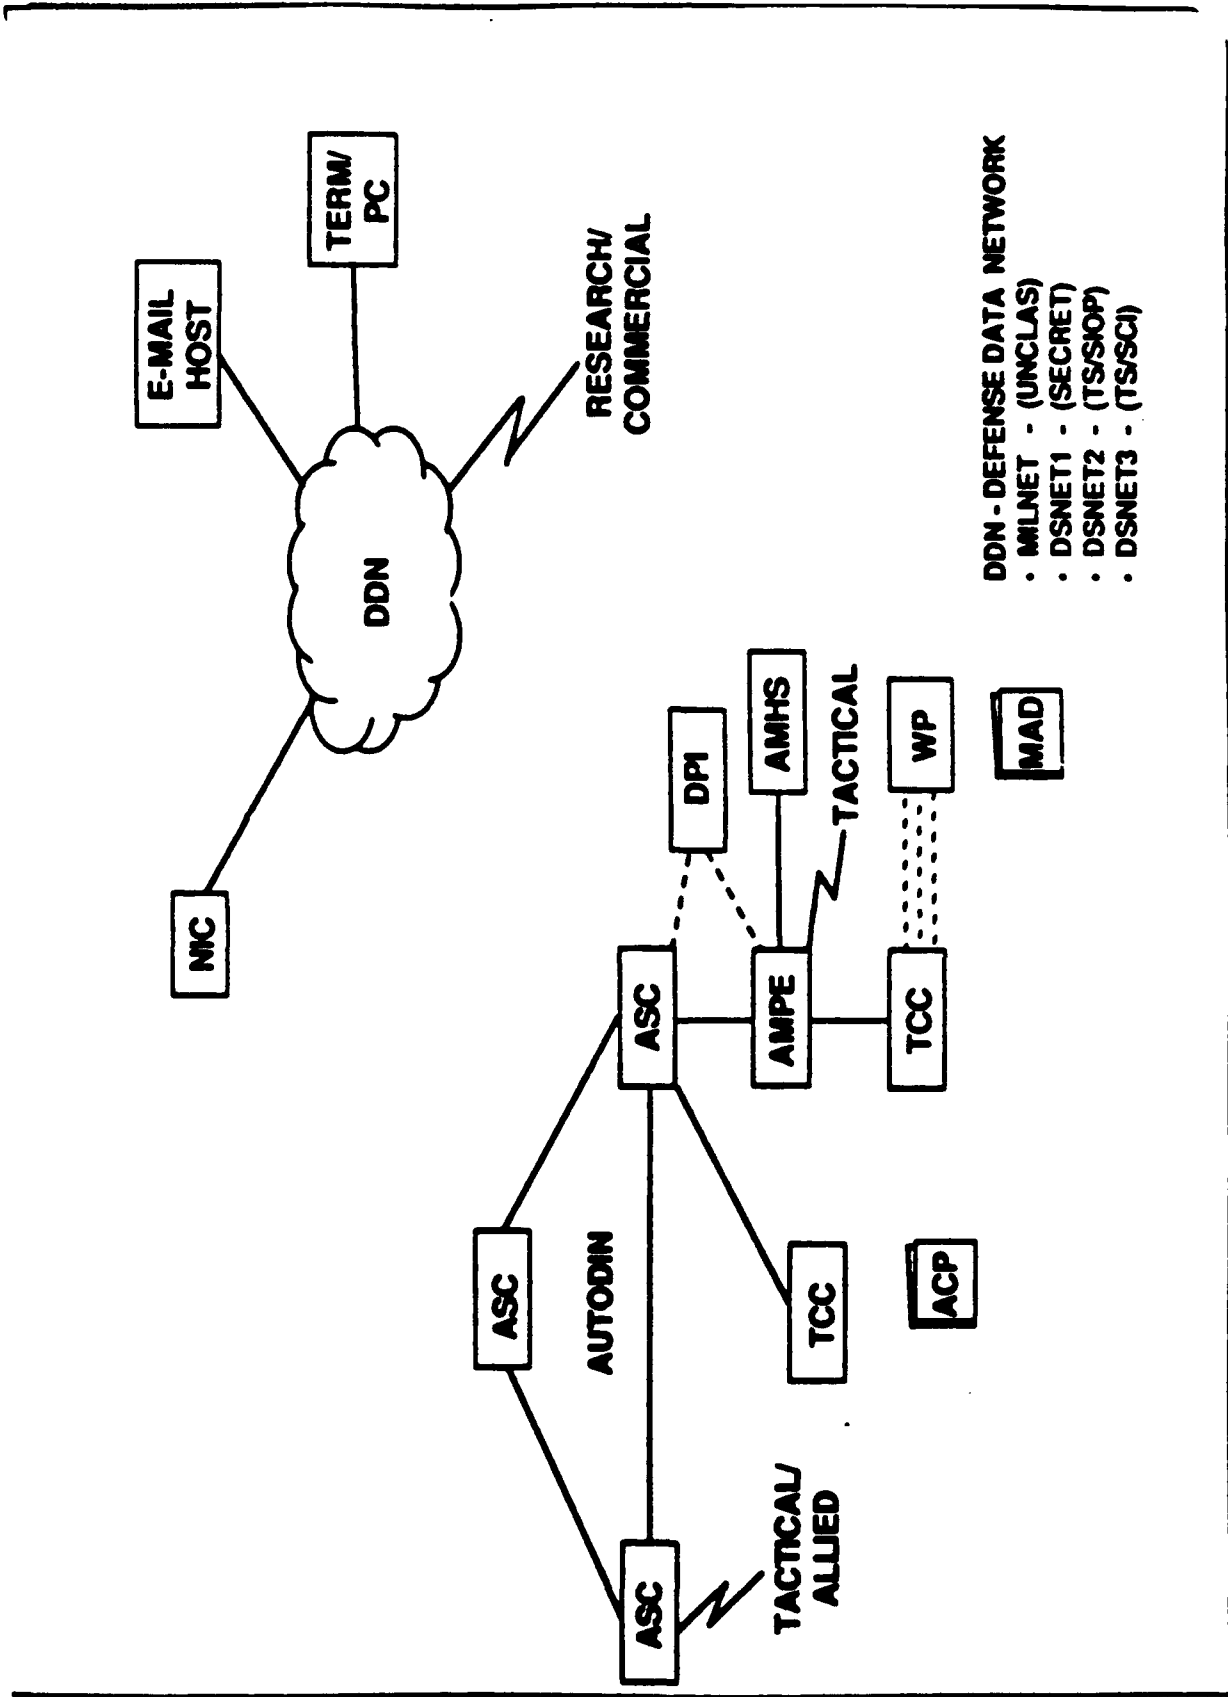 NIC
E-MAIL
HOST
TERM/
PC
DDN
RESEARCH/
COMMERCIAL
ASC
AUTODIN
ASC
ASC
TACTICAL/
ALLIED
TCC
ACP
DPI
AMPE
AMHS
TACTICAL
TCC
WP
MAD
DDN - DEFENSE DATA NETWORK
· MILNET - (UNCLAS)
· DSNET1 - (SECRET)
· DSNET2 - (TS/SIOP)
· DSNET3 - (TS/SCI)